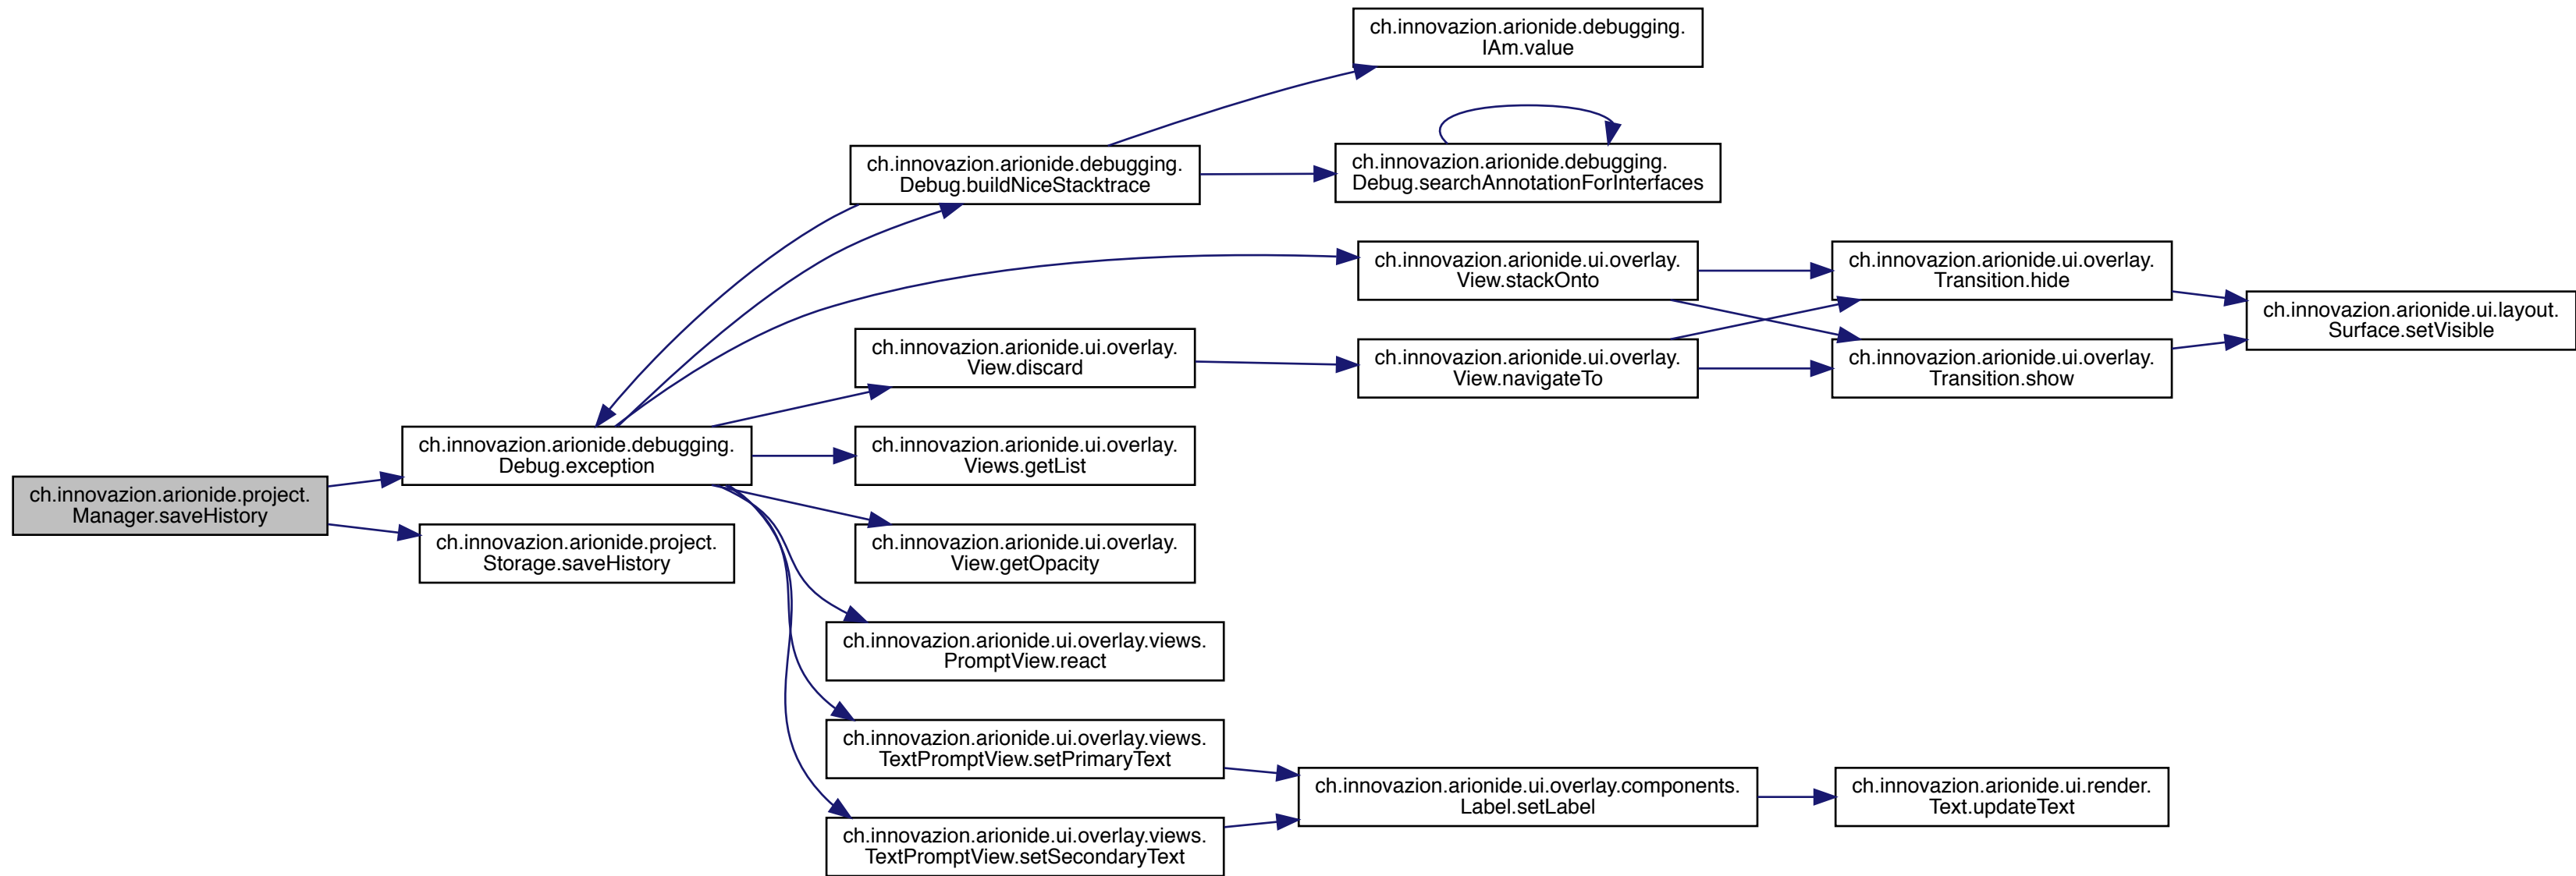 ch.innovazion.arionide.project.
Manager.saveHistory
ch.innovazion.arionide.debugging.
Debug.exception
ch.innovazion.arionide.project.
Storage.saveHistory
ch.innovazion.arionide.debugging.
Debug.buildNiceStacktrace
ch.innovazion.arionide.ui.overlay.
View.discard
ch.innovazion.arionide.ui.overlay.
Views.getList
ch.innovazion.arionide.ui.overlay.
View.getOpacity
ch.innovazion.arionide.ui.overlay.views.
PromptView.react
ch.innovazion.arionide.ui.overlay.views.
TextPromptView.setPrimaryText
ch.innovazion.arionide.ui.overlay.views.
TextPromptView.setSecondaryText
ch.innovazion.arionide.debugging.
IAm.value
ch.innovazion.arionide.debugging.
Debug.searchAnnotationForInterfaces
ch.innovazion.arionide.ui.overlay.
View.stackOnto
ch.innovazion.arionide.ui.overlay.
View.navigateTo
ch.innovazion.arionide.ui.overlay.components.
Label.setLabel
ch.innovazion.arionide.ui.overlay.
Transition.hide
ch.innovazion.arionide.ui.overlay.
Transition.show
ch.innovazion.arionide.ui.render.
Text.updateText
ch.innovazion.arionide.ui.layout.
Surface.setVisible